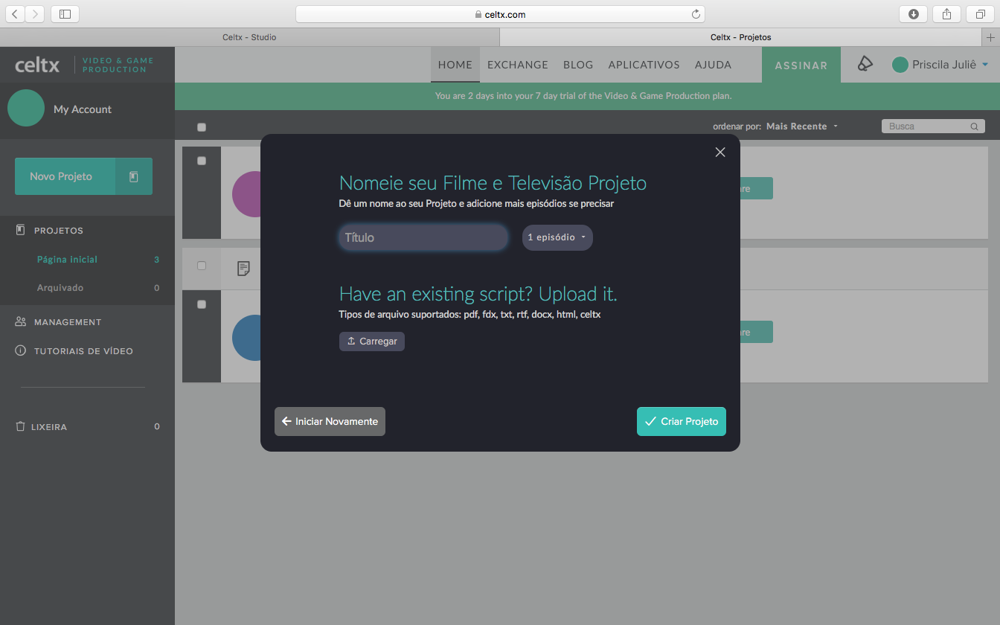 celtx.com
Celtx - Studio
Celtx - Projetos
celtx
VIDEO & GAME
PRODUCTION
HOME
EXCHANGE
BLOG
APLICATIVOS
AJUDA
ASSINAR
Priscila Juliê
You are 2 days into your 7 day trial of the Video & Game Production plan.
My Account
ordenar por: Mais Recente
Busca
Novo Projeto
PROJETOS
Página inicial 3
Arquivado 0
MANAGEMENT
TUTORIAIS DE VÍDEO
LIXEIRA 0
Nomeie seu Filme e Televisão Projeto
Dê um nome ao seu Projeto e adicione mais episódios se precisar
Título
1 episódio
Have an existing script? Upload it.
Tipos de arquivo suportados: pdf, fdx, txt, rtf, docx, html, celtx
Carregar
Iniciar Novamente
Criar Projeto